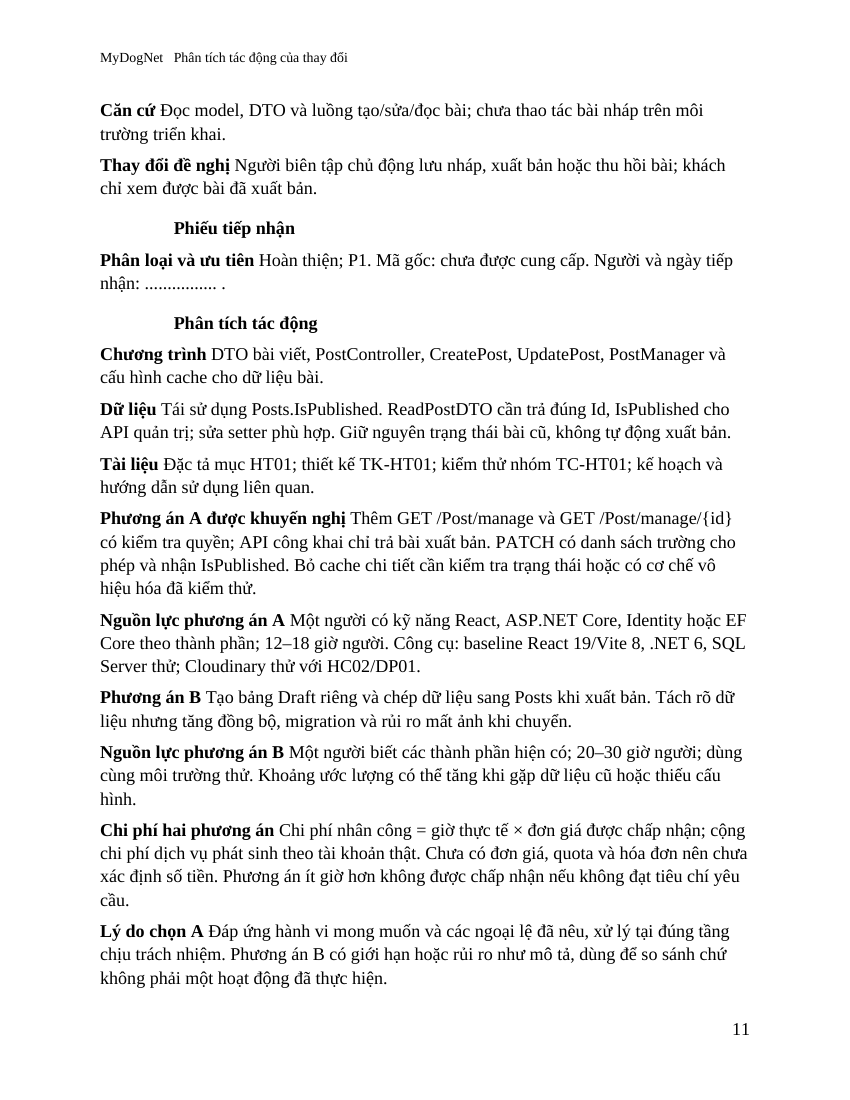 MyDogNet Phân tích tác động của thay đổi
Căn cứ Đọc model, DTO và luồng tạo/sửa/đọc bài; chưa thao tác bài nháp trên môi
trường triển khai.
Thay đổi đề nghị Người biên tập chủ động lưu nháp, xuất bản hoặc thu hồi bài; khách
chỉ xem được bài đã xuất bản.
Phiếu tiếp nhận
Phân loại và ưu tiên Hoàn thiện; P1. Mã gốc: chưa được cung cấp. Người và ngày tiếp
nhận: ................ .
Phân tích tác động
Chương trình DTO bài viết, PostController, CreatePost, UpdatePost, PostManager và
cấu hình cache cho dữ liệu bài.
Dữ liệu Tái sử dụng Posts.IsPublished. ReadPostDTO cần trả đúng Id, IsPublished cho
API quản trị; sửa setter phù hợp. Giữ nguyên trạng thái bài cũ, không tự động xuất bản.
Tài liệu Đặc tả mục HT01; thiết kế TK-HT01; kiểm thử nhóm TC-HT01; kế hoạch và
hướng dẫn sử dụng liên quan.
Phương án A được khuyến nghị Thêm GET /Post/manage và GET /Post/manage/{id}
có kiểm tra quyền; API công khai chỉ trả bài xuất bản. PATCH có danh sách trường cho
phép và nhận IsPublished. Bỏ cache chi tiết cần kiểm tra trạng thái hoặc có cơ chế vô
hiệu hóa đã kiểm thử.
Nguồn lực phương án A Một người có kỹ năng React, ASP.NET Core, Identity hoặc EF
Core theo thành phần; 12–18 giờ người. Công cụ: baseline React 19/Vite 8, .NET 6, SQL
Server thử; Cloudinary thử với HC02/DP01.
Phương án B Tạo bảng Draft riêng và chép dữ liệu sang Posts khi xuất bản. Tách rõ dữ
liệu nhưng tăng đồng bộ, migration và rủi ro mất ảnh khi chuyển.
Nguồn lực phương án B Một người biết các thành phần hiện có; 20–30 giờ người; dùng
cùng môi trường thử. Khoảng ước lượng có thể tăng khi gặp dữ liệu cũ hoặc thiếu cấu
hình.
Chi phí hai phương án Chi phí nhân công = giờ thực tế × đơn giá được chấp nhận; cộng
chi phí dịch vụ phát sinh theo tài khoản thật. Chưa có đơn giá, quota và hóa đơn nên chưa
xác định số tiền. Phương án ít giờ hơn không được chấp nhận nếu không đạt tiêu chí yêu
cầu.
Lý do chọn A Đáp ứng hành vi mong muốn và các ngoại lệ đã nêu, xử lý tại đúng tầng
chịu trách nhiệm. Phương án B có giới hạn hoặc rủi ro như mô tả, dùng để so sánh chứ
không phải một hoạt động đã thực hiện.
11